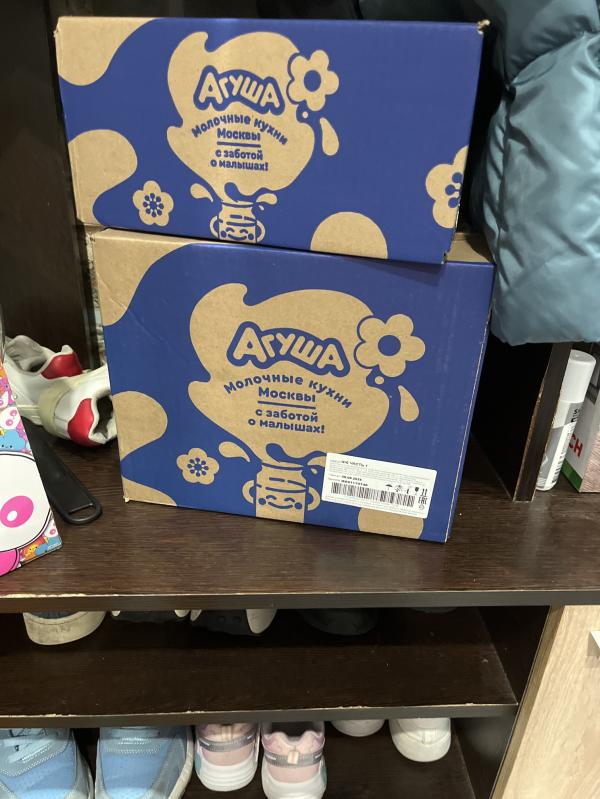 Агуша
Молочные кухни
Москвы
с заботой
о малышах!
Агуша
Молочные кухни
Москвы
с заботой
о малышах!